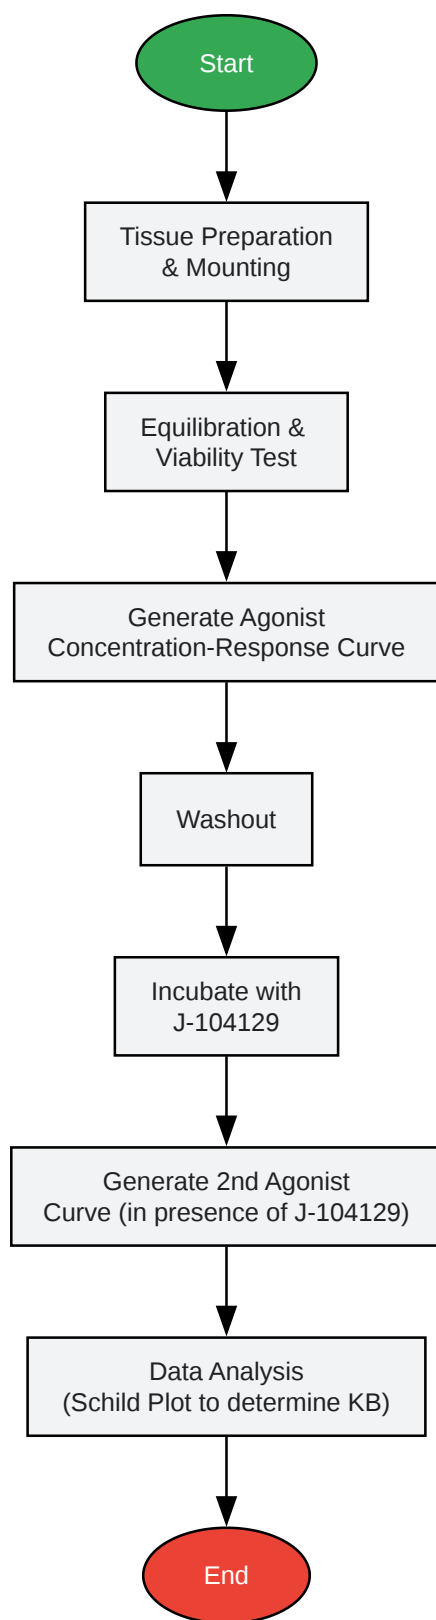 Start
Tissue Preparation
& Mounting
Equilibration &
Viability Test
Generate Agonist
Concentration-Response Curve
Washout
Incubate with
J-104129
Generate 2nd Agonist
Curve (in presence of J-104129)
Data Analysis
(Schild Plot to determine KB)
End